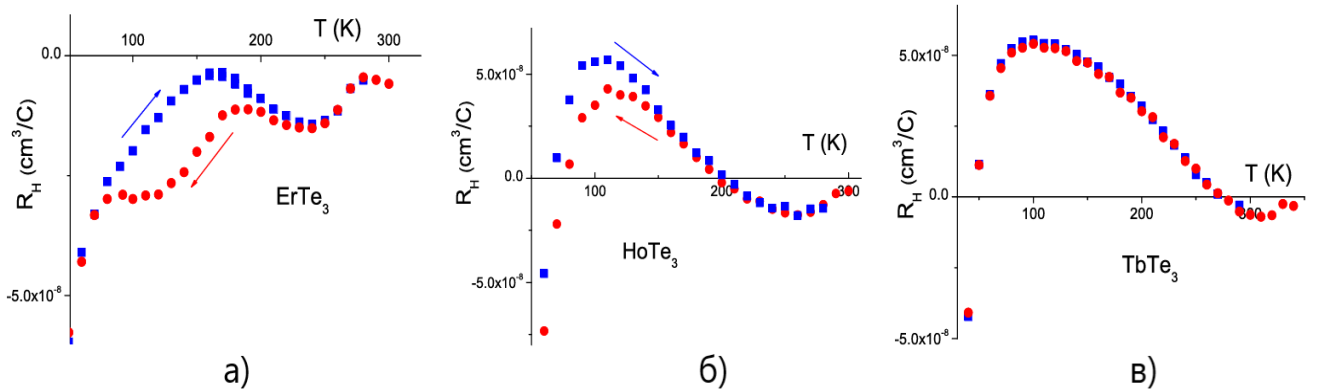 T (K)
100
200
300
0.0
-5.0x10⁻⁸
R_H (cm³/C)
ErTe₃
а)
5.0x10⁻⁸
0.0
-5.0x10⁻⁸
100
200
300
T (K)
R_H (cm³/C)
HoTe₃
б)
5.0x10⁻⁸
0.0
-5.0x10⁻⁸
100
200
300
T (K)
R_H (cm³/C)
TbTe₃
в)